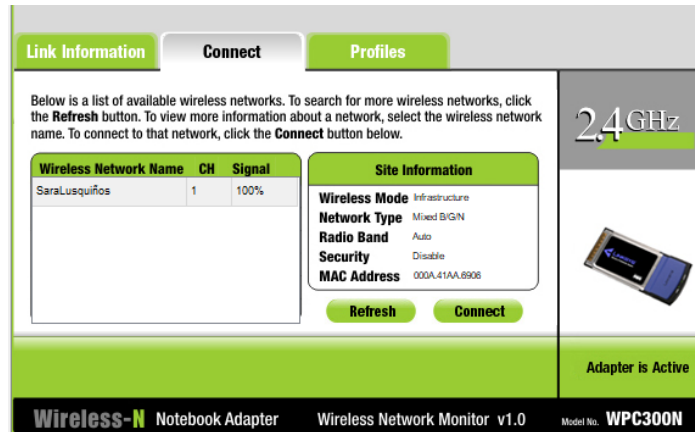 Link Information
Connect
Profiles
Below is a list of available wireless networks. To search for more wireless networks, click
the Refresh button. To view more information about a network, select the wireless network
name. To connect to that network, click the Connect button below.
2.4GHz
Wireless Network Name CH Signal
SaraLusquiños 1 100%
Site Information
Wireless Mode Infrastructure
Network Type Mixed B/G/N
Radio Band Auto
Security Disable
MAC Address 000A.41AA.6906
Refresh
Connect
LINKSYS
Adapter is Active
Wireless-N Notebook Adapter Wireless Network Monitor v1.0 Model No. WPC300N